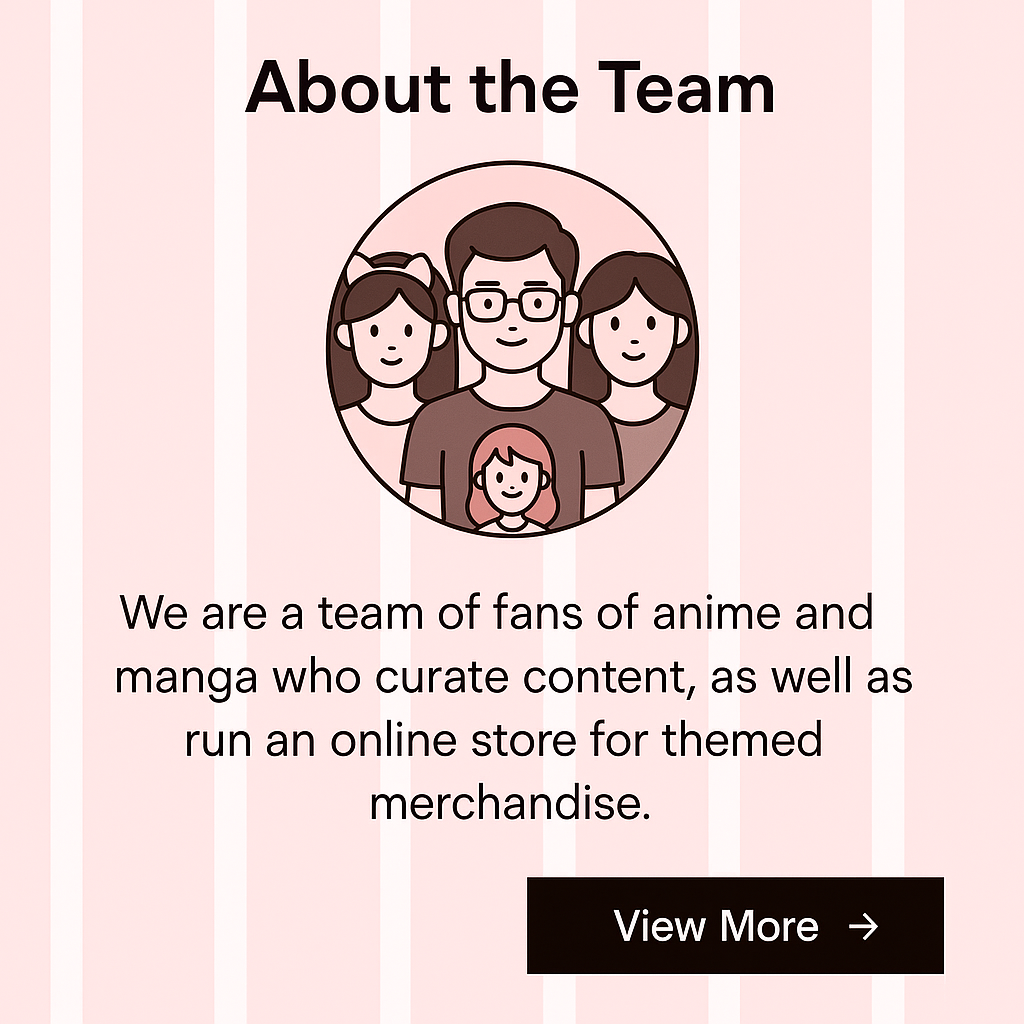 About the Team
We are a team of fans of anime and
manga who curate content, as well as
run an online store for themed
merchandise.
View More →